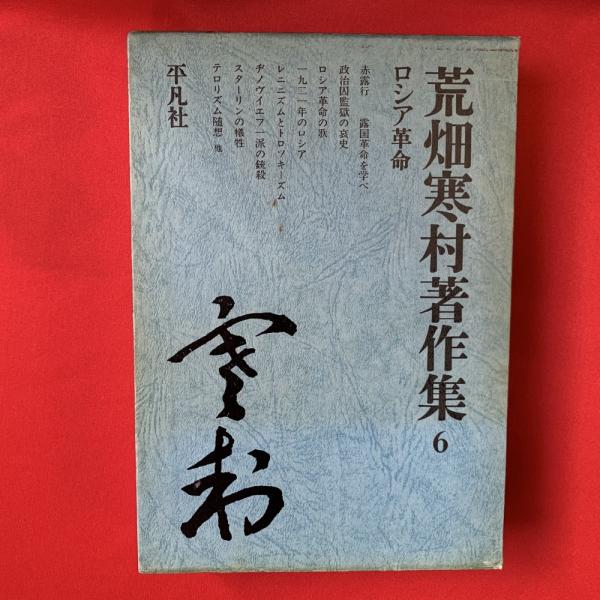 荒畑寒村著作集 6
ロシア革命
赤露行 露国革命を学べ
政治囚監獄の哀史
ロシア革命の歌
一九二一年のロシア
レニニズムとトロツキーズム
ヂノヴイエフ一派の銃殺
スターリンの犠牲
テロリズム随想 他
平凡社
寒村